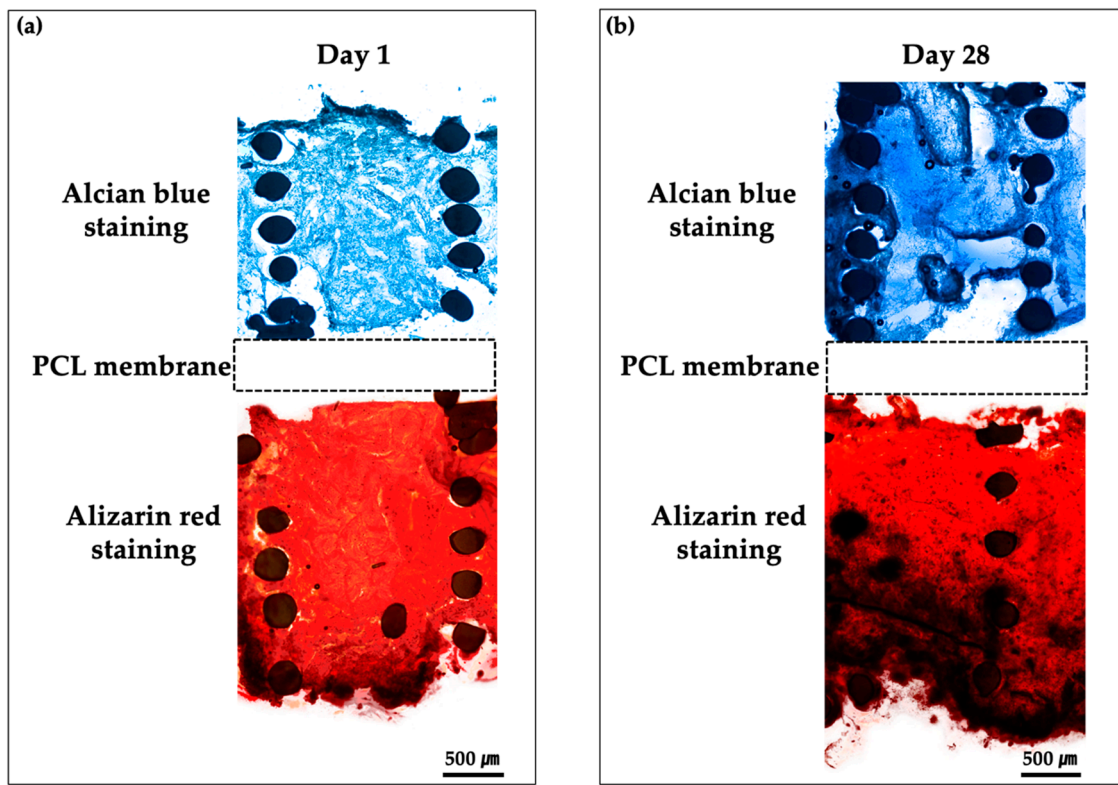 (a)
Day 1
Alcian blue
staining
PCL membrane
Alizarin red
staining
500 µm
(b)
Day 28
Alcian blue
staining
PCL membrane
Alizarin red
staining
500 µm